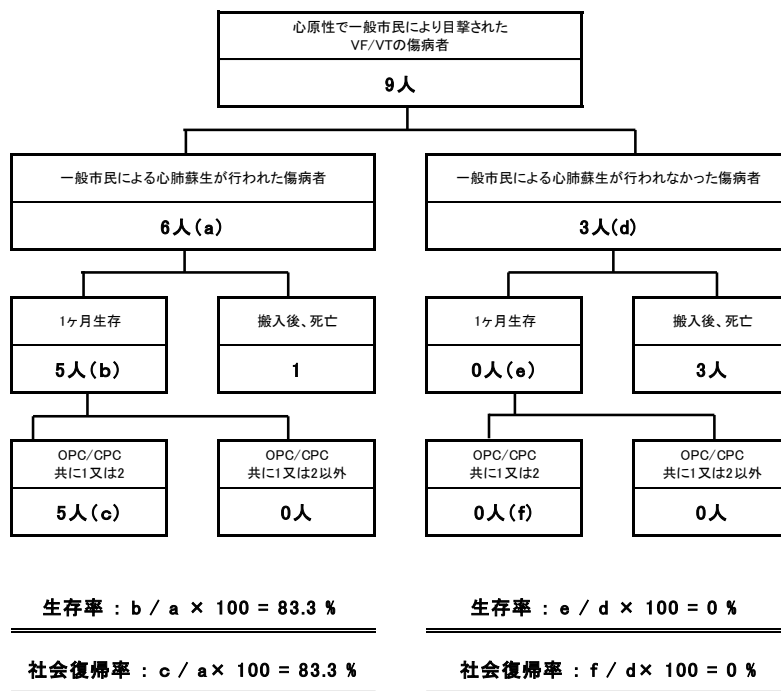 心原性で一般市民により目撃された
VF/VTの傷病者
9人
一般市民による心肺蘇生が行われた傷病者
6人(a)
一般市民による心肺蘇生が行われなかった傷病者
3人(d)
1ヶ月生存
5人(b)
搬入後、死亡
1
1ヶ月生存
0人(e)
搬入後、死亡
3人
OPC/CPC
共に1又は2
5人(c)
OPC/CPC
共に1又は2以外
0人
OPC/CPC
共に1又は2
0人(f)
OPC/CPC
共に1又は2以外
0人
生存率 : b / a × 100 = 83.3 %
生存率 : e / d × 100 = 0 %
社会復帰率 : c / a× 100 = 83.3 %
社会復帰率 : f / d× 100 = 0 %